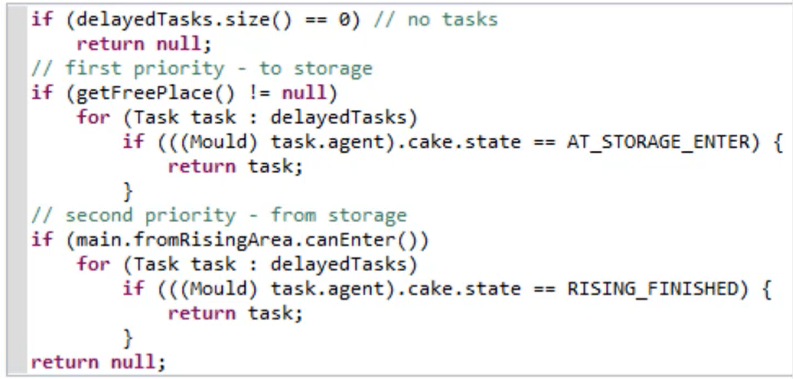 if (delayedTasks.size() == 0) // no tasks
    return null;
// first priority - to storage
if (getFreePlace() != null)
    for (Task task : delayedTasks)
        if (((Mould) task.agent).cake.state == AT_STORAGE_ENTER) {
            return task;
        }
// second priority - from storage
if (main.fromRisingArea.canEnter())
    for (Task task : delayedTasks)
        if (((Mould) task.agent).cake.state == RISING_FINISHED) {
            return task;
        }
return null;